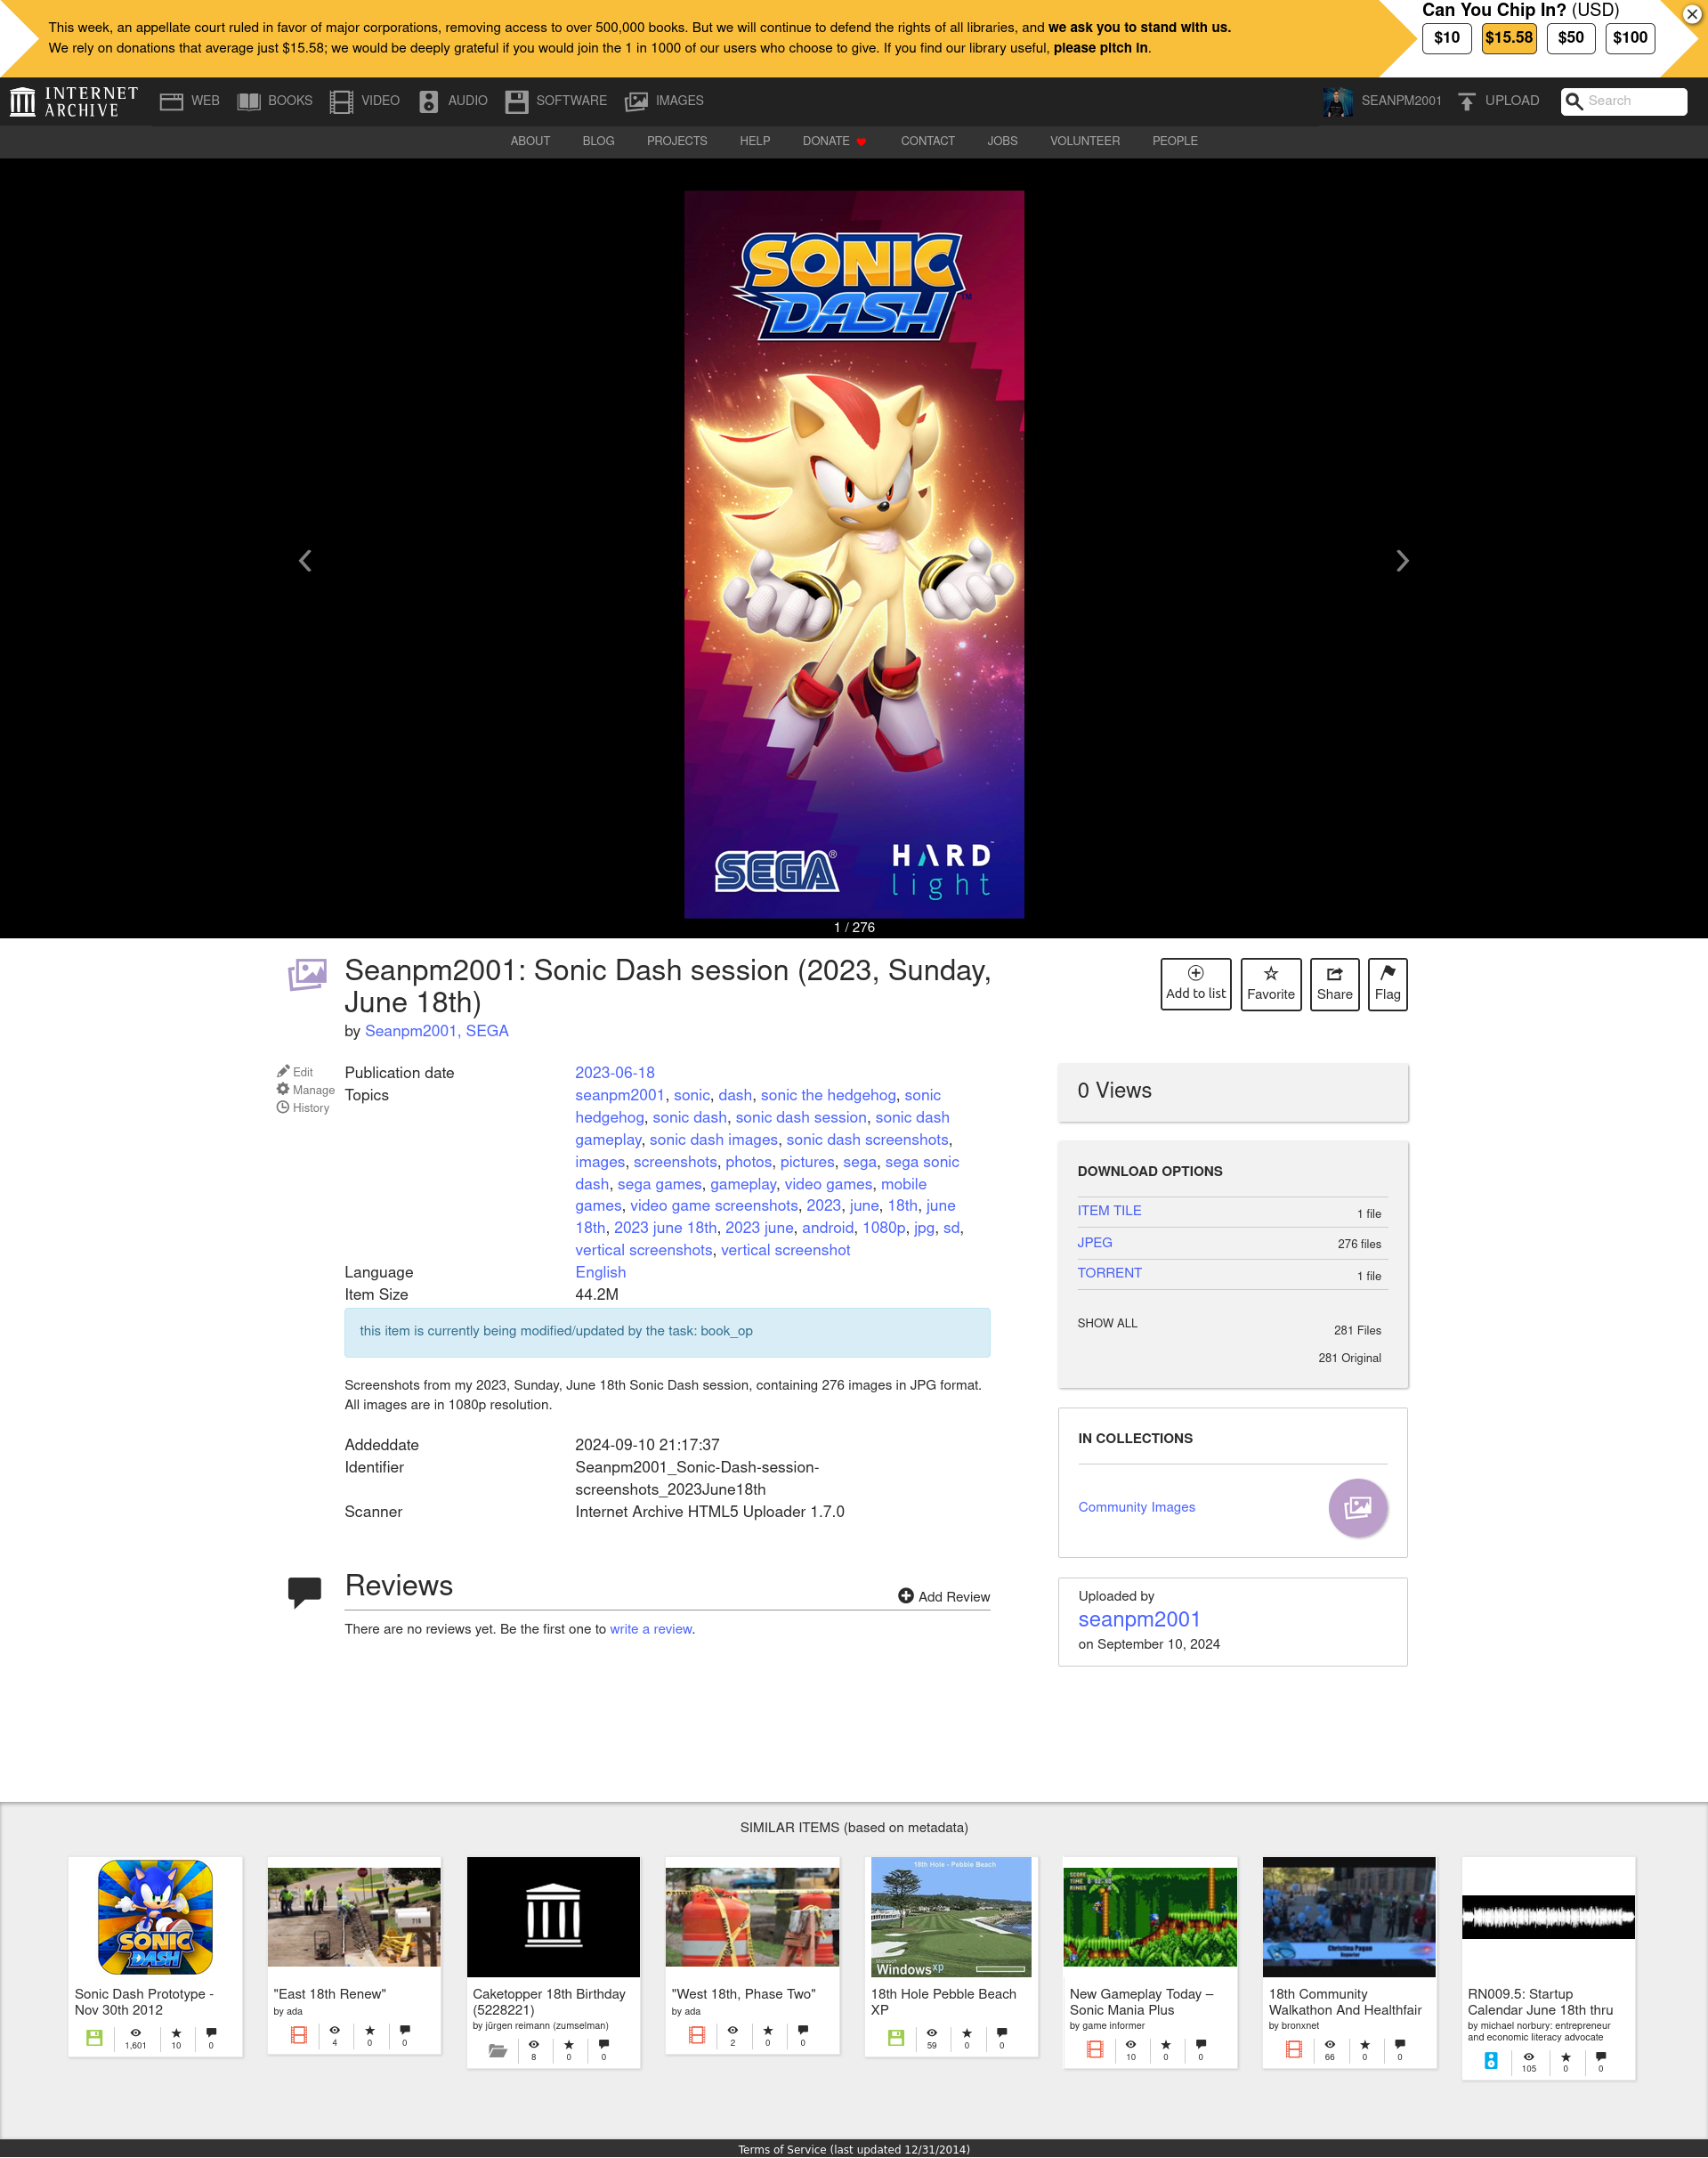 This week, an appellate court ruled in favor of major corporations, removing access to over 500,000 books. But we will continue to defend the rights of all libraries, and we ask you to stand with us.
We rely on donations that average just $15.58; we would be deeply grateful if you would join the 1 in 1000 of our users who choose to give. If you find our library useful, please pitch in.
Can You Chip In? (USD)
$10 $15.58 $50 $100
INTERNET ARCHIVE
WEB BOOKS VIDEO AUDIO SOFTWARE IMAGES SEANPM2001 UPLOAD Search
ABOUT BLOG PROJECTS HELP DONATE CONTACT JOBS VOLUNTEER PEOPLE
SONIC
DASH TM
SEGA®
HARD
light
1 / 276
Seanpm2001: Sonic Dash session (2023, Sunday,
June 18th)
by Seanpm2001, SEGA
Add to list Favorite Share Flag
Edit
Manage
History
Publication date 2023-06-18
Topics seanpm2001, sonic, dash, sonic the hedgehog, sonic
hedgehog, sonic dash, sonic dash session, sonic dash
gameplay, sonic dash images, sonic dash screenshots,
images, screenshots, photos, pictures, sega, sega sonic
dash, sega games, gameplay, video games, mobile
games, video game screenshots, 2023, june, 18th, june
18th, 2023 june 18th, 2023 june, android, 1080p, jpg, sd,
vertical screenshots, vertical screenshot
Language English
Item Size 44.2M
this item is currently being modified/updated by the task: book_op
Screenshots from my 2023, Sunday, June 18th Sonic Dash session, containing 276 images in JPG format.
All images are in 1080p resolution.
Addeddate 2024-09-10 21:17:37
Identifier Seanpm2001_Sonic-Dash-session-
screenshots_2023June18th
Scanner Internet Archive HTML5 Uploader 1.7.0
Reviews
Add Review
There are no reviews yet. Be the first one to write a review.
0 Views
DOWNLOAD OPTIONS
ITEM TILE 1 file
JPEG 276 files
TORRENT 1 file
SHOW ALL 281 Files
281 Original
IN COLLECTIONS
Community Images
Uploaded by
seanpm2001
on September 10, 2024
SIMILAR ITEMS (based on metadata)
SONIC
DASH
Sonic Dash Prototype -
Nov 30th 2012
1,601 10 0
"East 18th Renew"
by ada
4 0 0
Caketopper 18th Birthday
(5228221)
by jürgen reimann (zumselman)
8 0 0
"West 18th, Phase Two"
by ada
2 0 0
18th Hole - Pebble Beach
Windows xp
18th Hole Pebble Beach
XP
59 0 0
SCORE
TIME
RINGS
New Gameplay Today –
Sonic Mania Plus
by game informer
10 0 0
Christina Pagan
Reporter
18th Community
Walkathon And Healthfair
by bronxnet
66 0 0
RN009.5: Startup
Calendar June 18th thru
by michael norbury: entrepreneur
and economic literacy advocate
105 0 0
Terms of Service (last updated 12/31/2014)